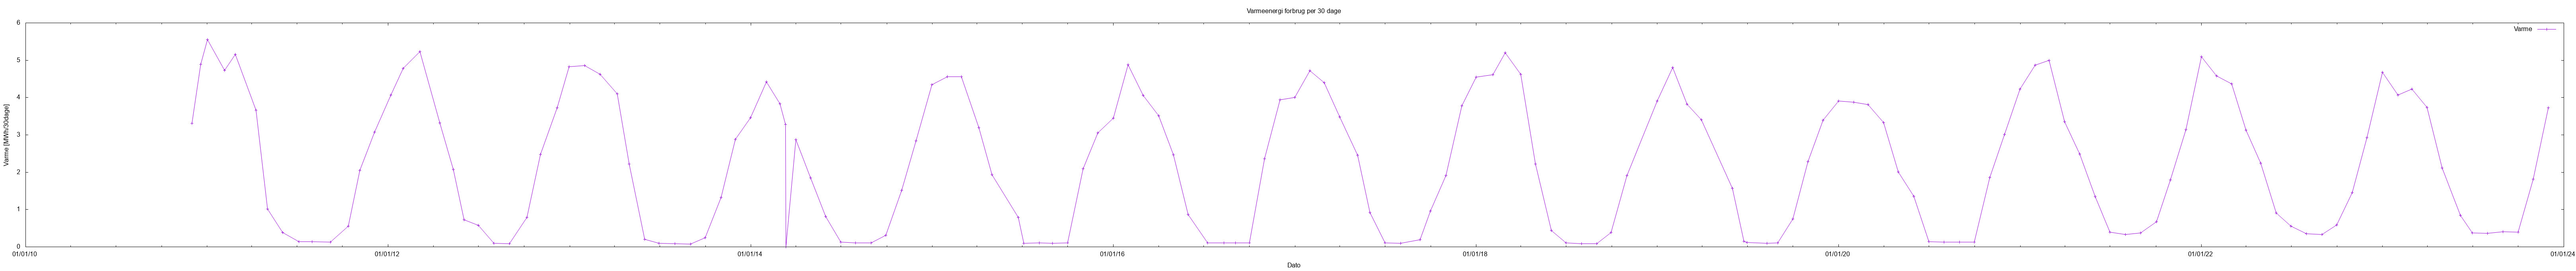 Varmeenergi forbrug per 30 dage
Varme
Varme [MWh/30dage]
6
5
4
3
2
1
0
01/01/10 01/01/12 01/01/14 01/01/16 01/01/18 01/01/20 01/01/22 01/01/24
Dato